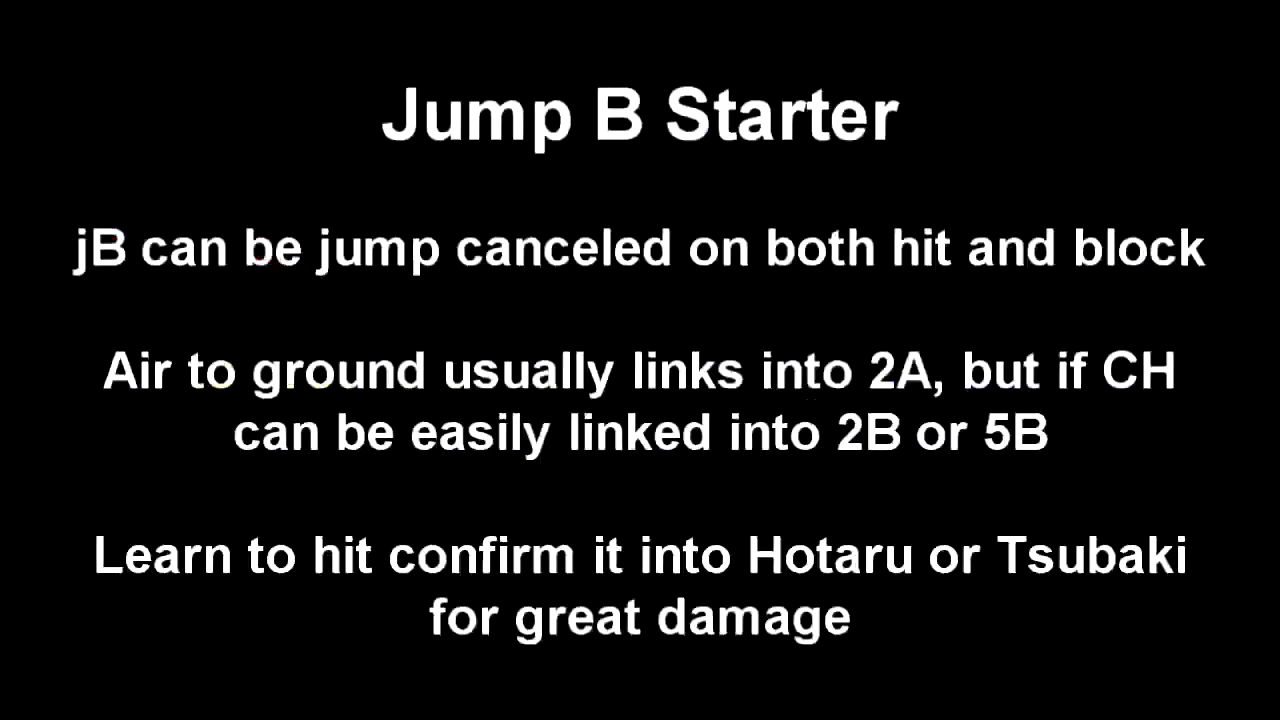 Jump B Starter
jB can be jump canceled on both hit and block
Air to ground usually links into 2A, but if CH
can be easily linked into 2B or 5B
Learn to hit confirm it into Hotaru or Tsubaki
for great damage